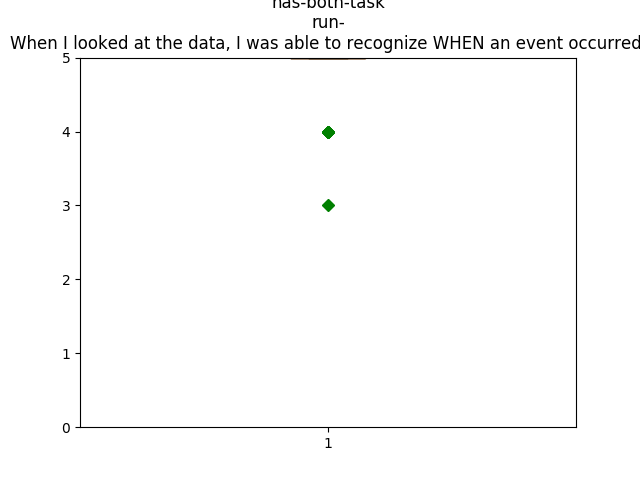 has-both-task
run-
When I looked at the data, I was able to recognize WHEN an event occurred
5
4
3
2
1
0
1